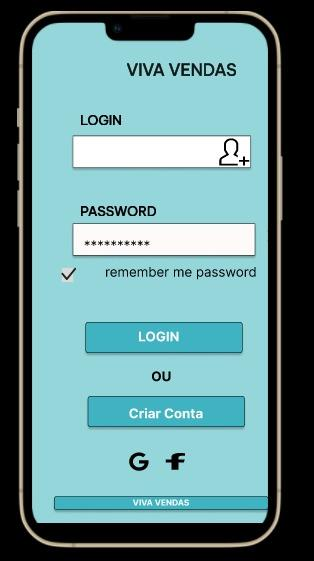 VIVA VENDAS
LOGIN
PASSWORD
**********
remember me password
LOGIN
OU
Criar Conta
G f
VIVA VENDAS